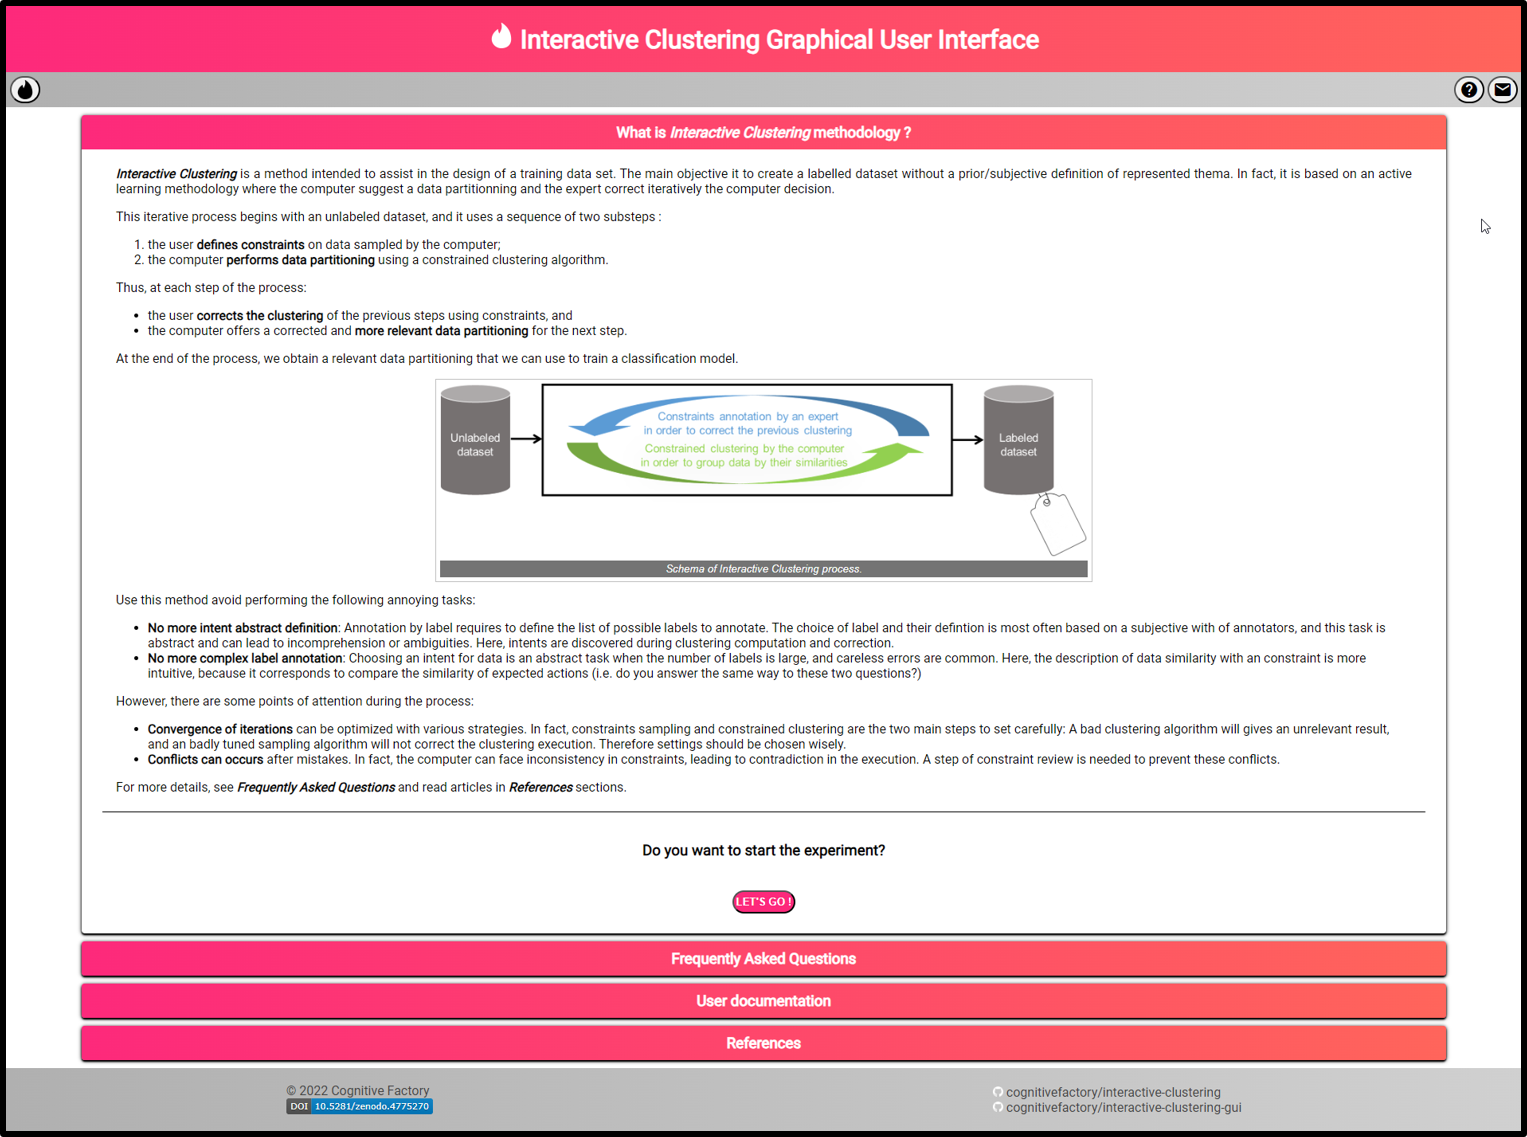 Interactive Clustering Graphical User Interface
What is Interactive Clustering methodology ?
Interactive Clustering is a method intended to assist in the design of a training data set. The main objective it to create a labelled dataset without a prior/subjective definition of represented thema. In fact, it is based on an active
learning methodology where the computer suggest a data partitionning and the expert correct iteratively the computer decision.
This iterative process begins with an unlabeled dataset, and it uses a sequence of two substeps :
1. the user defines constraints on data sampled by the computer;
2. the computer performs data partitioning using a constrained clustering algorithm.
Thus, at each step of the process:
• the user corrects the clustering of the previous steps using constraints, and
• the computer offers a corrected and more relevant data partitioning for the next step.
At the end of the process, we obtain a relevant data partitioning that we can use to train a classification model.
Unlabeled
dataset
Constraints annotation by an expert
in order to correct the previous clustering
Constrained clustering by the computer
in order to group data by their similarities
Labeled
dataset
Schema of Interactive Clustering process.
Use this method avoid performing the following annoying tasks:
• No more intent abstract definition: Annotation by label requires to define the list of possible labels to annotate. The choice of label and their defintion is most often based on a subjective with of annotators, and this task is
abstract and can lead to incomprehension or ambiguities. Here, intents are discovered during clustering computation and correction.
• No more complex label annotation: Choosing an intent for data is an abstract task when the number of labels is large, and careless errors are common. Here, the description of data similarity with an constraint is more
intuitive, because it corresponds to compare the similarity of expected actions (i.e. do you answer the same way to these two questions?)
However, there are some points of attention during the process:
• Convergence of iterations can be optimized with various strategies. In fact, constraints sampling and constrained clustering are the two main steps to set carefully: A bad clustering algorithm will gives an unrelevant result,
and an badly tuned sampling algorithm will not correct the clustering execution. Therefore settings should be chosen wisely.
• Conflicts can occurs after mistakes. In fact, the computer can face inconsistency in constraints, leading to contradiction in the execution. A step of constraint review is needed to prevent these conflicts.
For more details, see Frequently Asked Questions and read articles in References sections.
Do you want to start the experiment?
LET'S GO !
Frequently Asked Questions
User documentation
References
© 2022 Cognitive Factory
DOI 10.5281/zenodo.4775270
cognitivefactory/interactive-clustering
cognitivefactory/interactive-clustering-gui